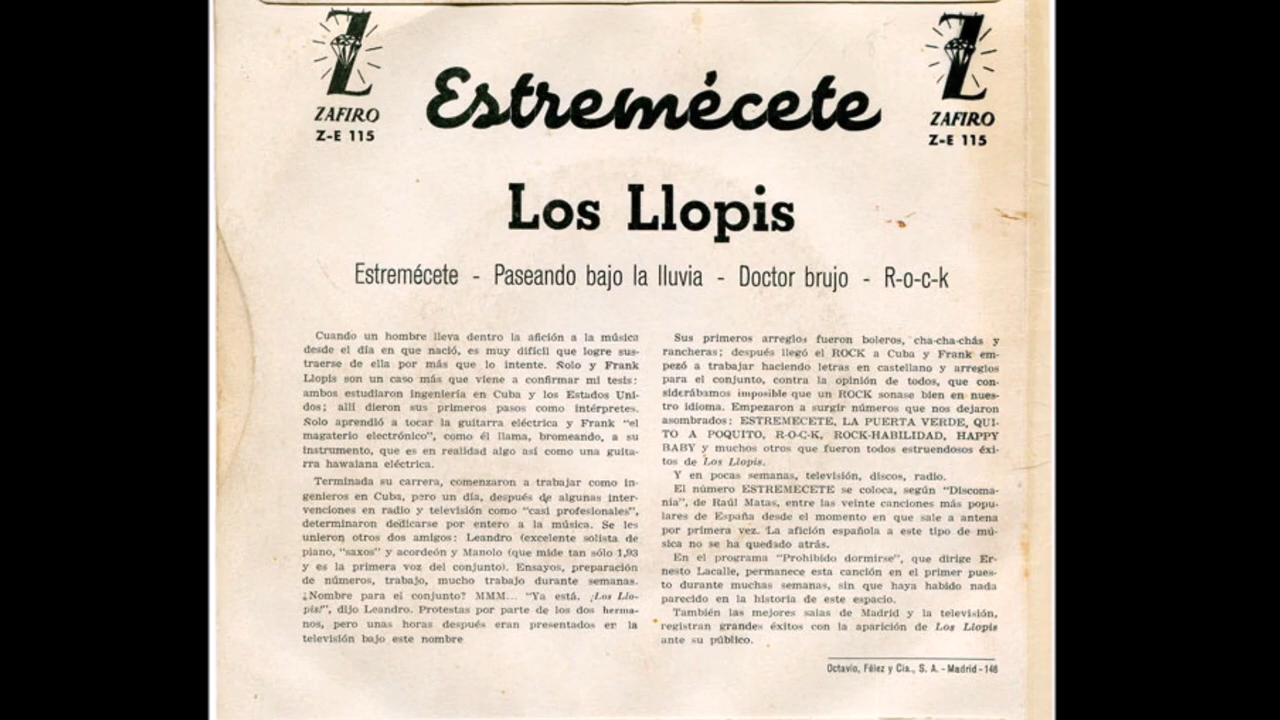 Z
ZAFIRO
Z-E 115
Estremécete
Z
ZAFIRO
Z-E 115
Los Llopis
Estremécete - Paseando bajo la lluvia - Doctor brujo - R-o-c-k
Cuando un hombre lleva dentro la afición a la música
desde el día en que nació, es muy difícil que logre sus-
traerse de ella por más que lo intente. Ñolo y Frank
Llopis son un caso más que viene a confirmar mi tesis:
ambos estudiaron ingeniería en Cuba y los Estados Uni-
dos; allí dieron sus primeros pasos como intérpretes.
Ñolo aprendió a tocar la guitarra eléctrica y Frank "el
magaterio electrónico", como él llama, bromeando, a su
instrumento, que es en realidad algo así como una guita-
rra hawaiana eléctrica.
Terminada su carrera, comenzaron a trabajar como in-
genieros en Cuba, pero un día, después de algunas inter-
venciones en radio y televisión como "casi profesionales",
determinaron dedicarse por entero a la música. Se les
unieron otros dos amigos: Leandro (excelente solista de
piano, "saxos" y acordeón y Manolo (que mide tan sólo 1,93
y es la primera voz del conjunto). Ensayos, preparación
de números, trabajo, mucho trabajo durante semanas.
¿Nombre para el conjunto? MMM... "Ya está. ¡Los Llo-
pis!", dijo Leandro. Protestas por parte de los dos herma-
nos, pero unas horas después eran presentados en la
televisión bajo este nombre
Sus primeros arreglos fueron boleros, cha-cha-chás y
rancheras; después llegó el ROCK a Cuba y Frank em-
pezó a trabajar haciendo letras en castellano y arreglos
para el conjunto, contra la opinión de todos, que con-
siderábamos imposible que un ROCK sonase bien en nues-
tro idioma. Empezaron a surgir números que nos dejaron
asombrados: ESTREMECETE, LA PUERTA VERDE, QUI-
TO A POQUITO, R-O-C-K, ROCK-HABILIDAD, HAPPY
BABY y muchos otros que fueron todos estruendosos éxi-
tos de Los Llopis.
Y en pocas semanas, televisión, discos, radio.
El número ESTREMECETE se coloca, según "Discoma-
nía", de Raúl Matas, entre las veinte canciones más popu-
lares de España desde el momento en que sale a antena
por primera vez. La afición española a este tipo de mú-
sica no se ha quedado atrás.
En el programa "Prohibido dormirse", que dirige Er-
nesto Lacalle, permanece esta canción en el primer pues-
to durante muchas semanas, sin que haya habido nada
parecido en la historia de este espacio.
También las mejores salas de Madrid y la televisión,
registran grandes éxitos con la aparición de Los Llopis
ante su público.
Octavio, Félez y Cía., S. A. - Madrid - 146